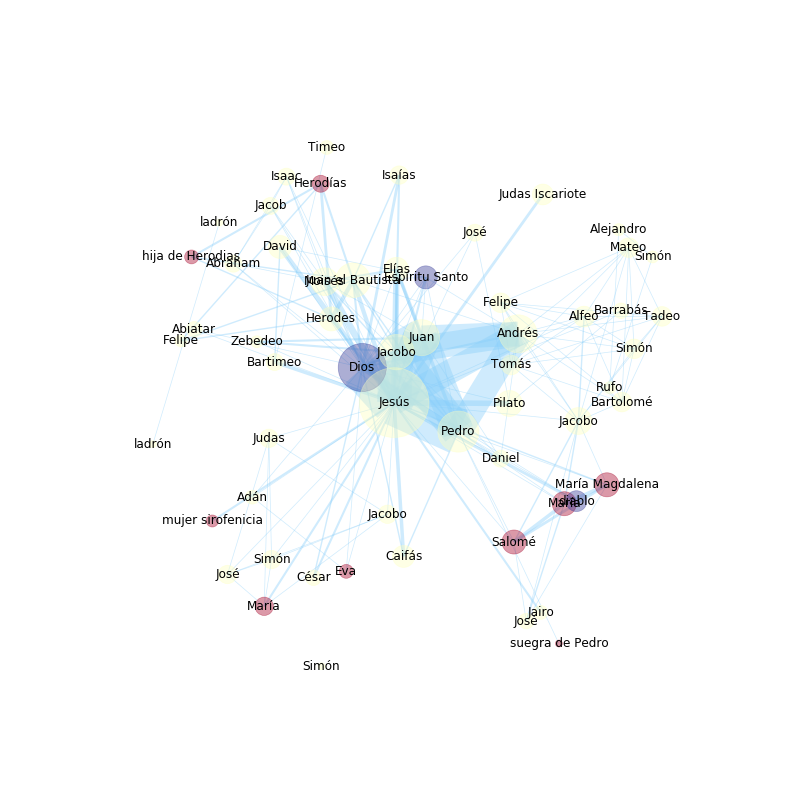 Timeo
Isaac
Herodías
Isaías
Judas Iscariote
Jacob
ladrón
José
Alejandro
David
Mateo
hija de Herodias
Simón
Abraham
Elías
Espíritu Santo
Moisés
Juan el Bautista
Felipe
Herodes
Barrabás
Alfeo
Tadeo
Abiatar
Andrés
Felipe
Zebedeo
Juan
Simón
Jacobo
Bartimeo
Dios
Tomás
Rufo
Jesús
Pilato
Bartolomé
Jacobo
Pedro
Judas
ladrón
Daniel
María Magdalena
Adán
María
diablo
Jacobo
mujer sirofenicia
Salomé
Caifás
Simón
Eva
José
César
María
Jairo
José
suegra de Pedro
Simón